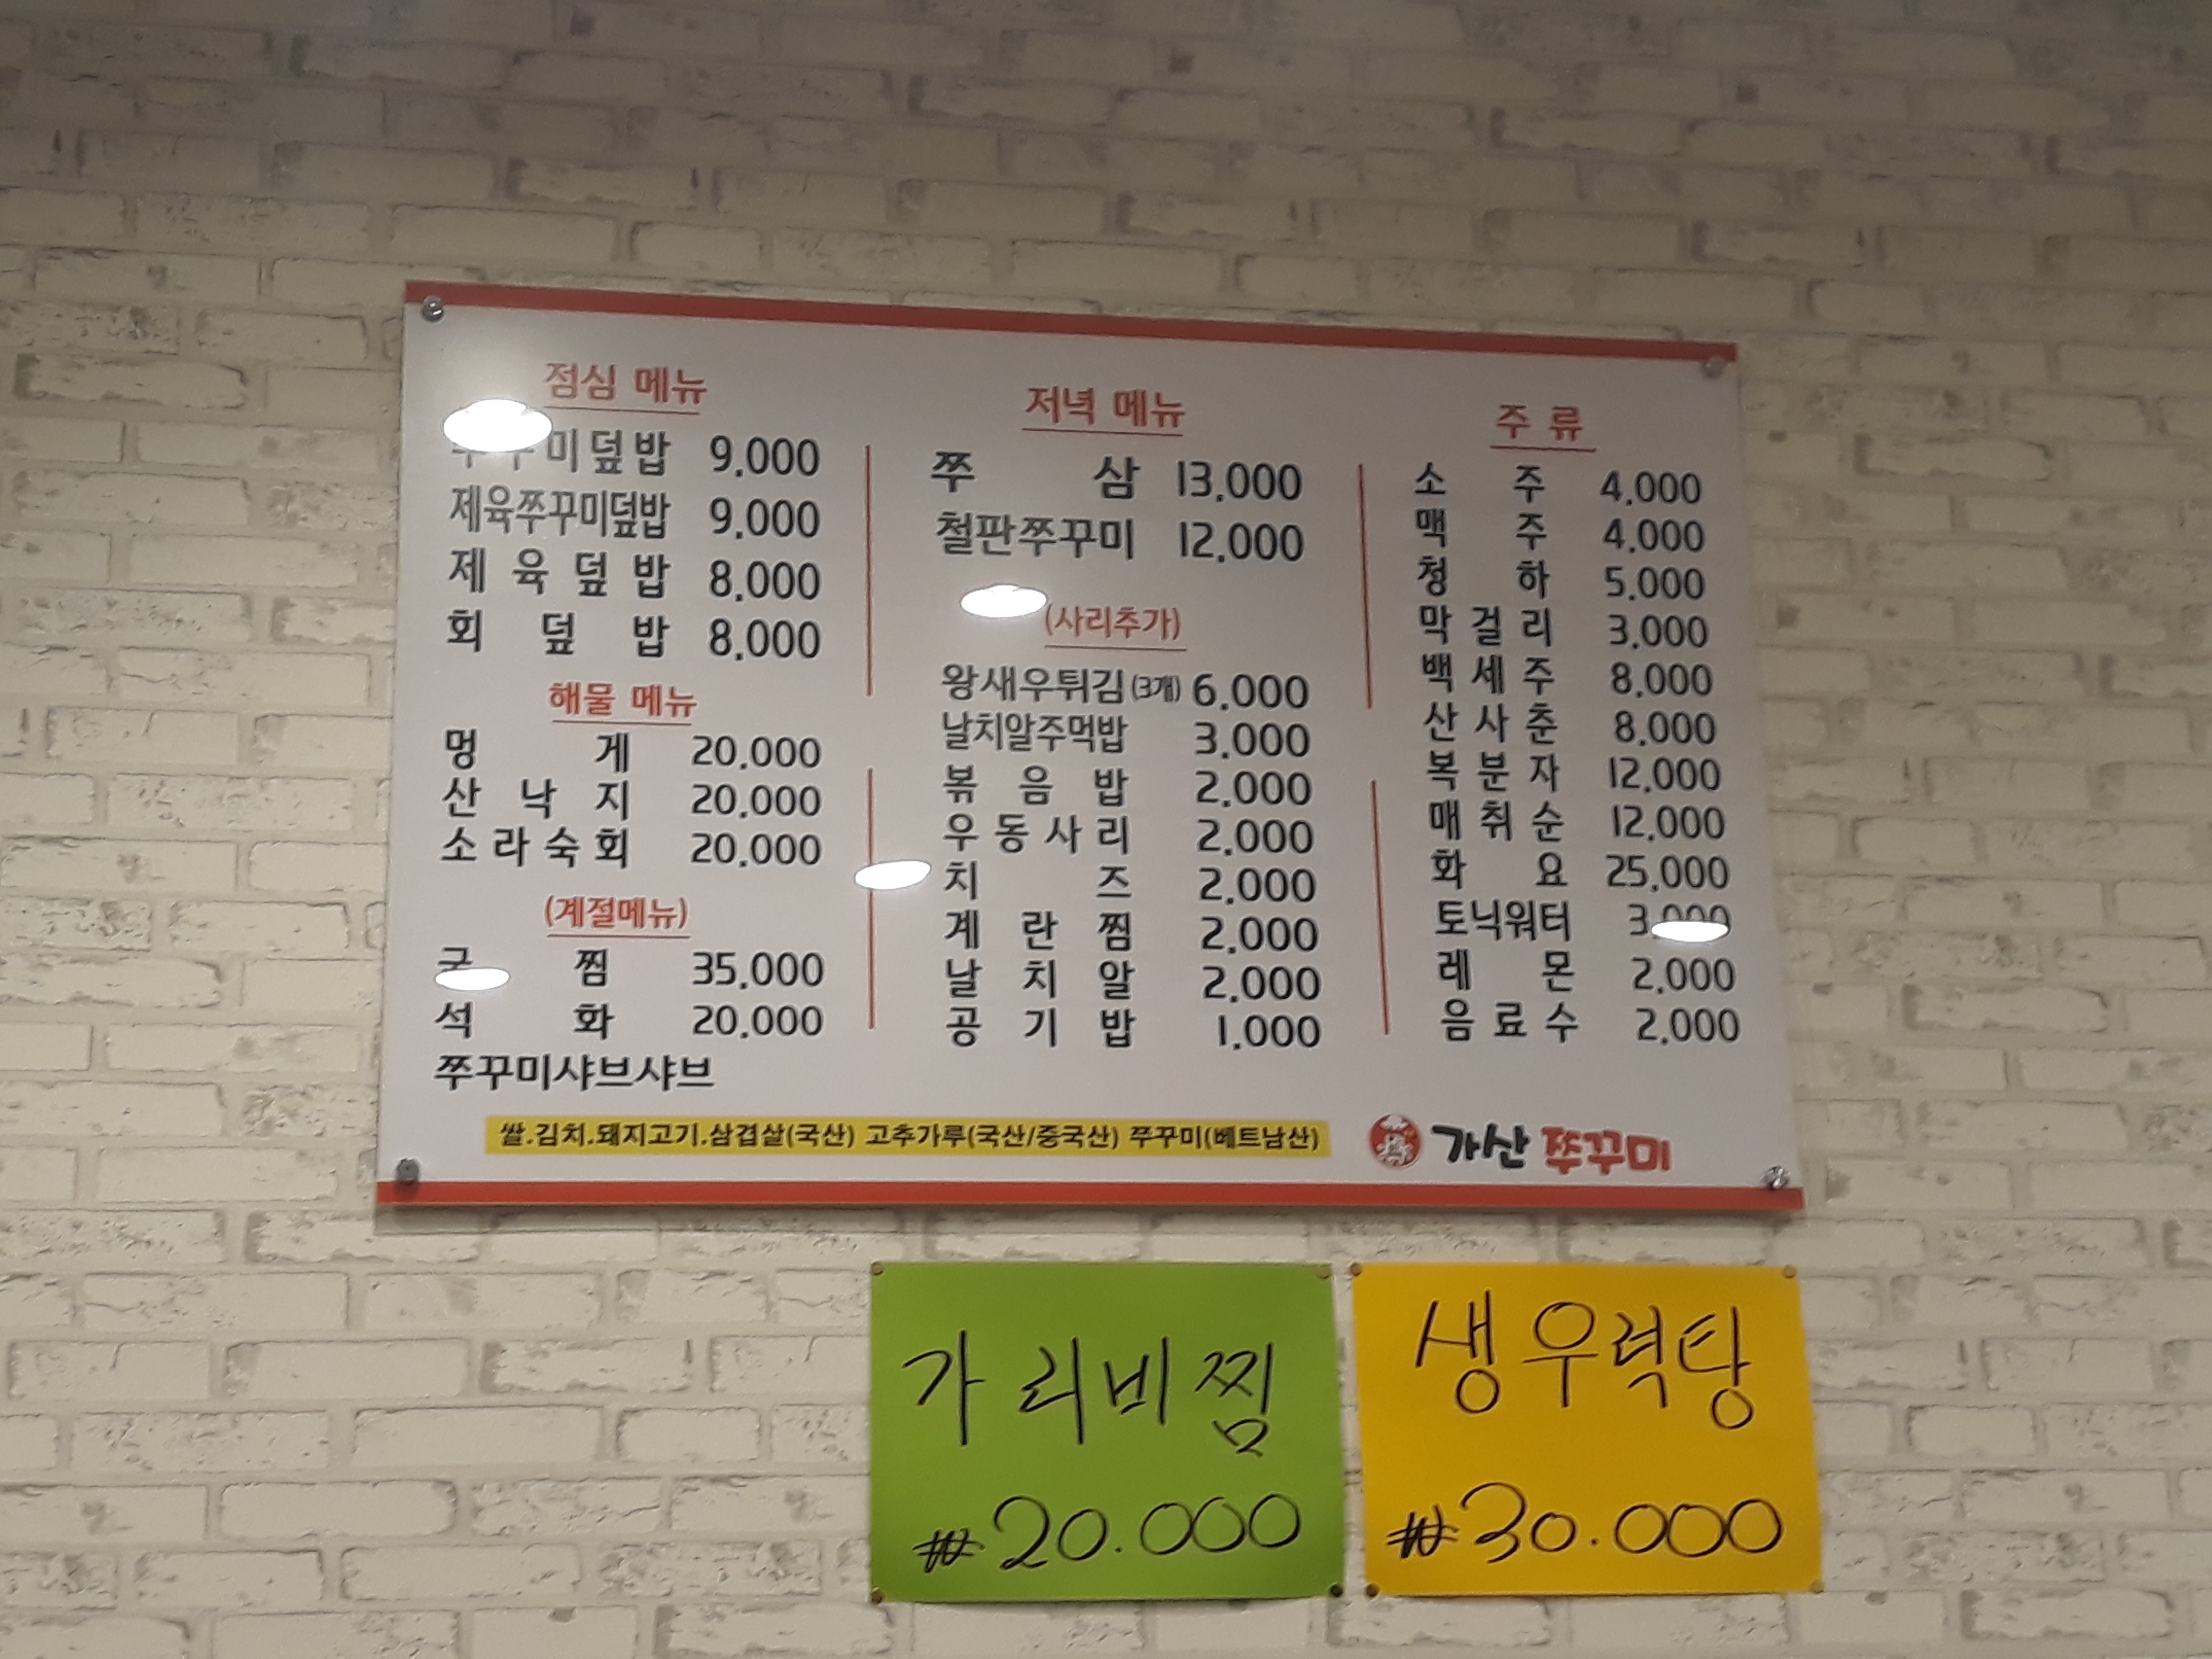 점심 메뉴
9,000
제육쭈꾸미덮밥 9,000
제육덮밥 8,000
회덮밥 8,000
해물 메뉴
멍게 20,000
산낙지 20,000
소라숙회 20,000
(계절메뉴)
찜 35,000
석화 20,000
쭈꾸미샤브샤브
저녁 메뉴
쭈삼 13,000
철판쭈꾸미 12,000
(사리추가)
왕새우튀김(3개) 6,000
날치알주먹밥 3,000
볶음밥 2,000
우동사리 2,000
치즈 2,000
계란찜 2,000
날치알 2,000
공기밥 1,000
주류
소주 4,000
맥주 4,000
청하 5,000
막걸리 3,000
백세주 8,000
산사춘 8,000
복분자 12,000
매취순 12,000
화요 25,000
토닉워터 3,000
레몬 2,000
음료수 2,000
쌀.김치.돼지고기.삼겹살(국산) 고추가루(국산/중국산) 쭈꾸미(베트남산)
가산 쭈꾸미
가리비찜
₩20.000
생우럭탕
₩30.000